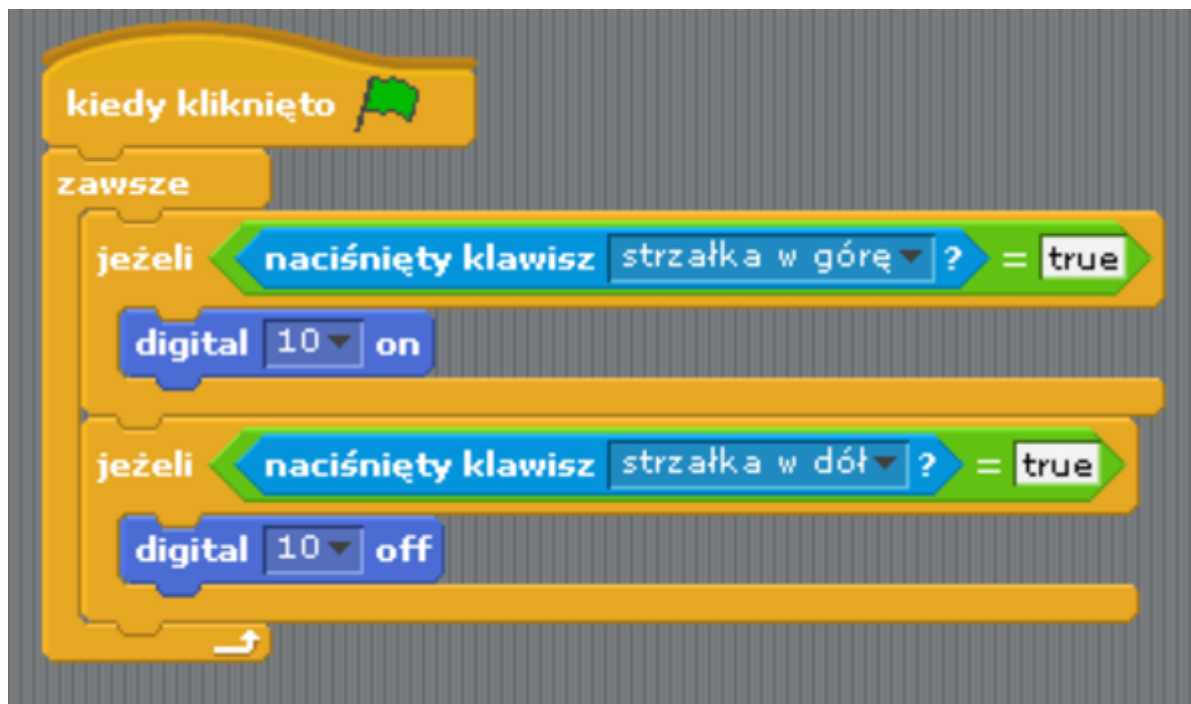 kiedy kliknięto
zawsze
jeżeli naciśnięty klawisz strzałka w górę ? = true
digital 10 on
jeżeli naciśnięty klawisz strzałka w dół ? = true
digital 10 off